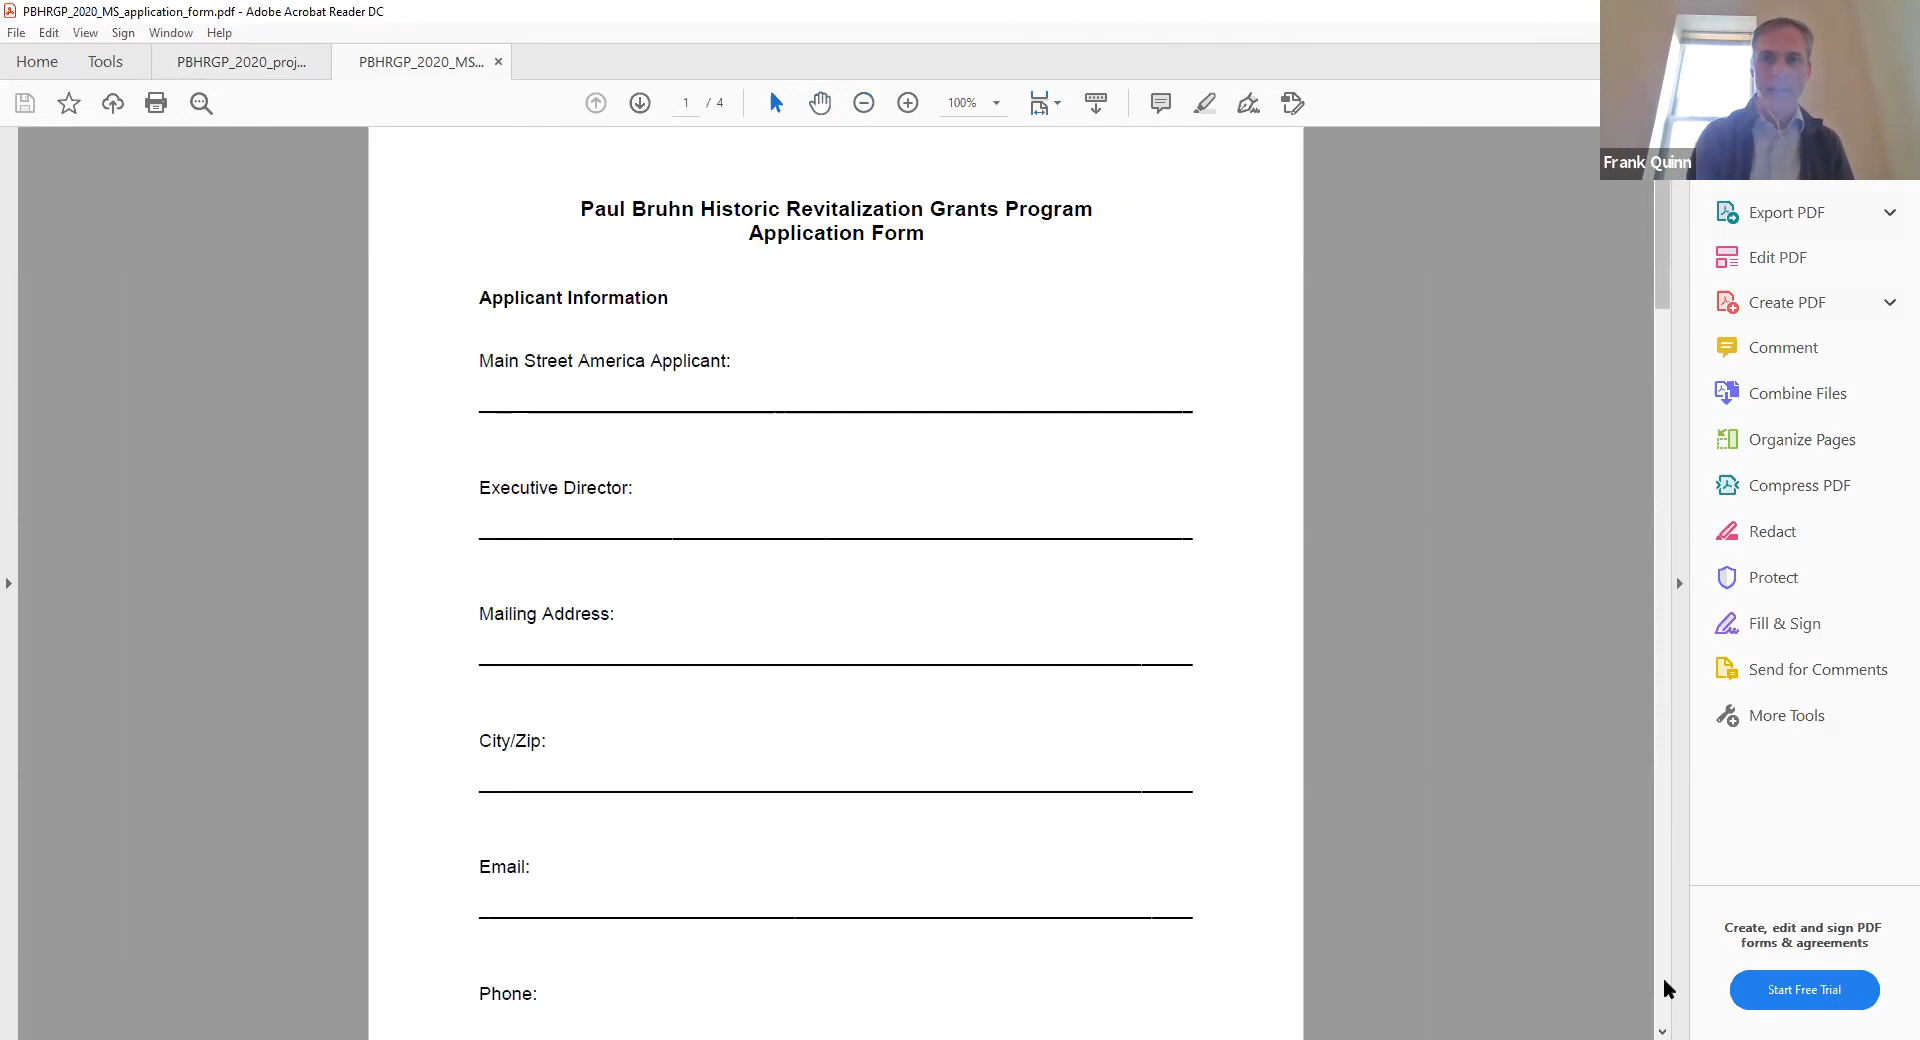 PBHRGP_2020_MS_application_form.pdf - Adobe Acrobat Reader DC
File Edit View Sign Window Help
Home Tools PBHRGP_2020_proj... PBHRGP_2020_MS... ×
1 / 4 100%
Frank Quinn
Paul Bruhn Historic Revitalization Grants Program
Application Form
Applicant Information
Main Street America Applicant:
Executive Director:
Mailing Address:
City/Zip:
Email:
Phone:
Export PDF
Edit PDF
Create PDF
Comment
Combine Files
Organize Pages
Compress PDF
Redact
Protect
Fill & Sign
Send for Comments
More Tools
Create, edit and sign PDF
forms & agreements
Start Free Trial